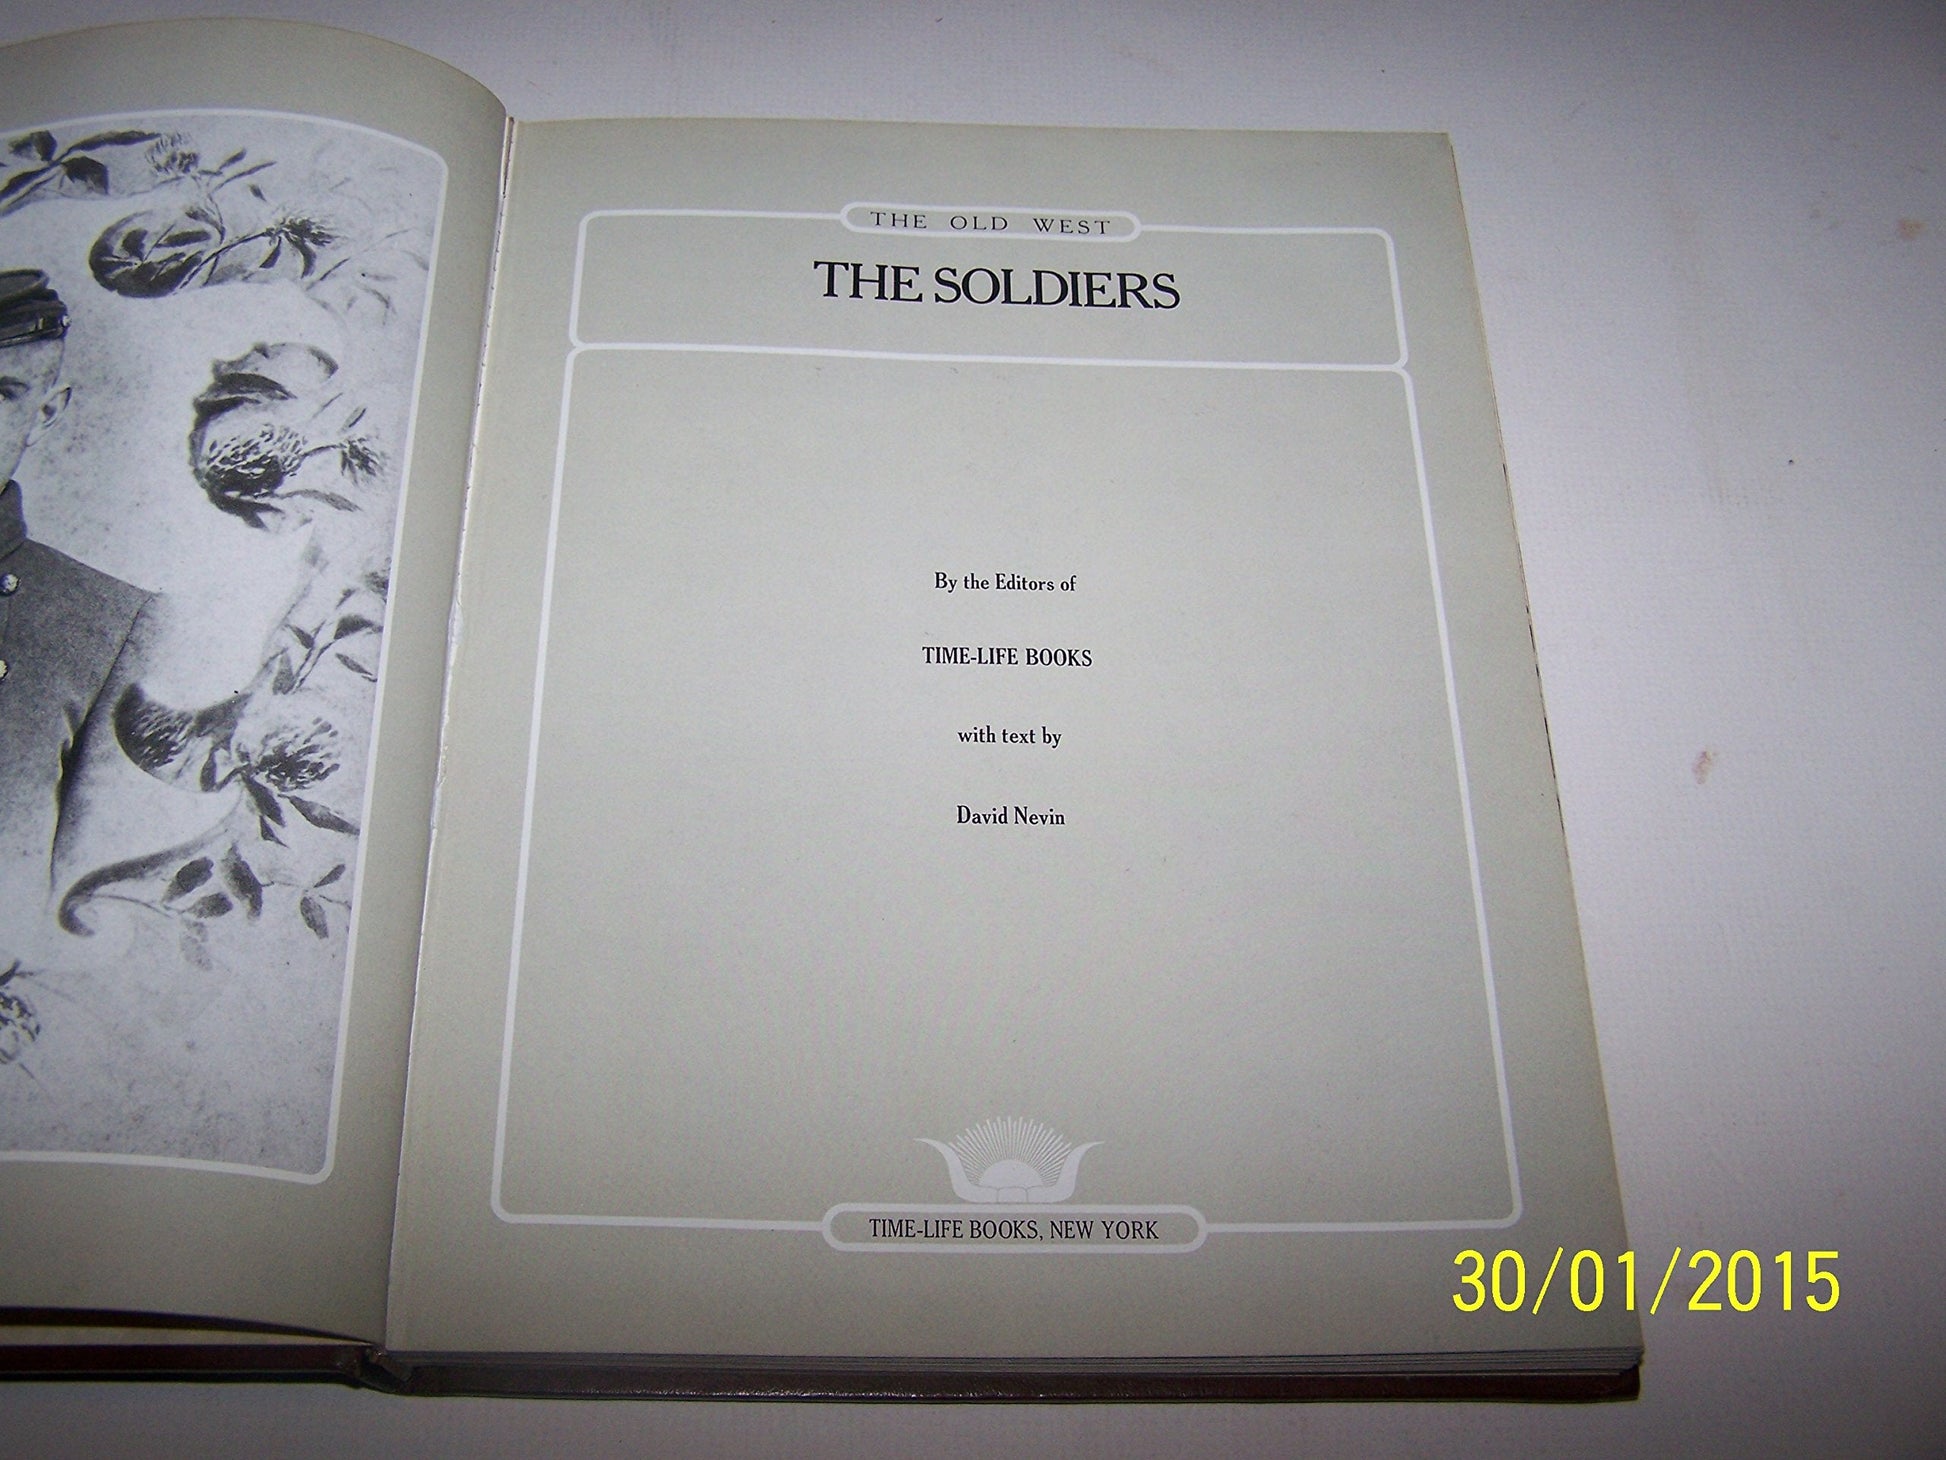 THE OLD WEST
THE SOLDIERS
By the Editors of
TIME-LIFE BOOKS
with text by
David Nevin
TIME-LIFE BOOKS, NEW YORK
30/01/2015